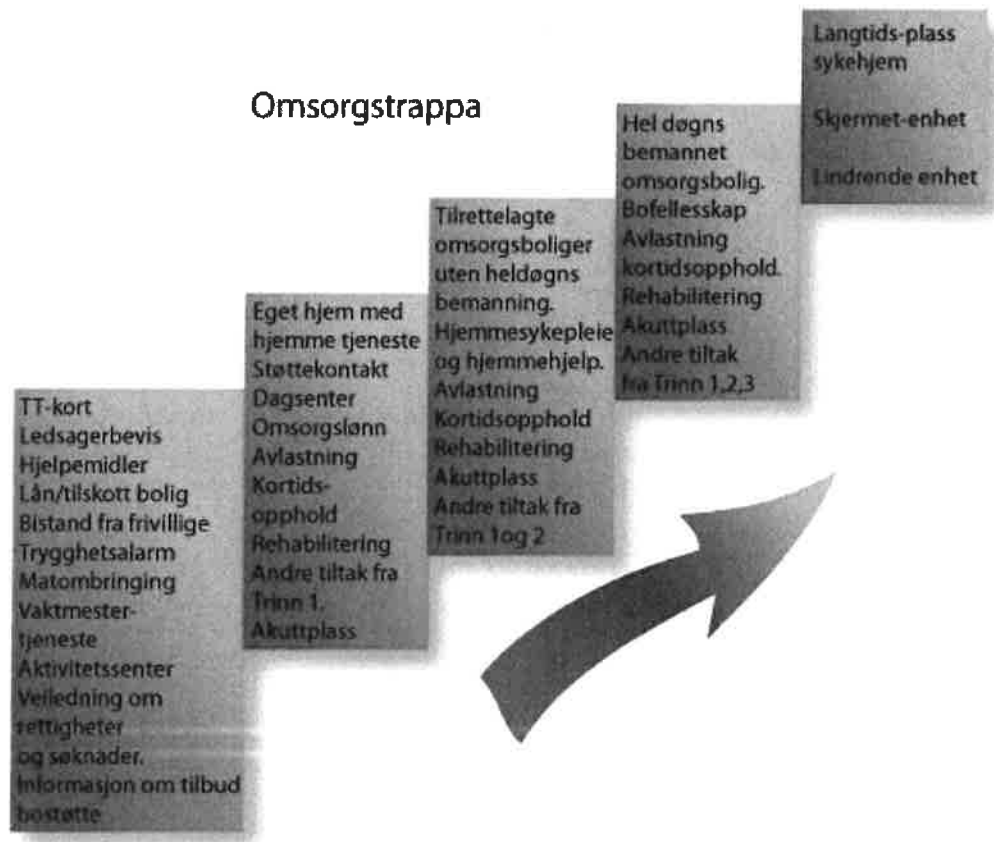 Omsorgstrappa
TT-kort
Ledsagerbevis
Hjelpemidler
Lån/tilskott bolig
Bistand fra frivillige
Trygghetsalarm
Matombringing
Vaktmester-
tjeneste
Aktivitetssenter
Veiledning om
rettigheter
og søknader.
Informasjon om tilbud
bostøtte
Eget hjem med
hjemme tjeneste
Støttekontakt
Dagsenter
Omsorgslønn
Avlastning
Kortids-
opphold
Rehabilitering
Andre tiltak fra
Trinn 1.
Akuttplass
Tilrettelagte
omsorgsboliger
uten heldøgns
bemanning.
Hjemmesykepleie
og hjemmehjelp.
Avlastning
Kortidsopphold
Rehabilitering
Akuttplass
Andre tiltak fra
Trinn 1og 2
Hel døgns
bemannet
omsorgsbolig.
Bofellesskap
Avlastning
kortidsopphold.
Rehabilitering
Akuttplass
Andre tiltak
fra Trinn 1,2,3
Langtids-plass
sykehjem
Skjermet-enhet
Lindrende enhet